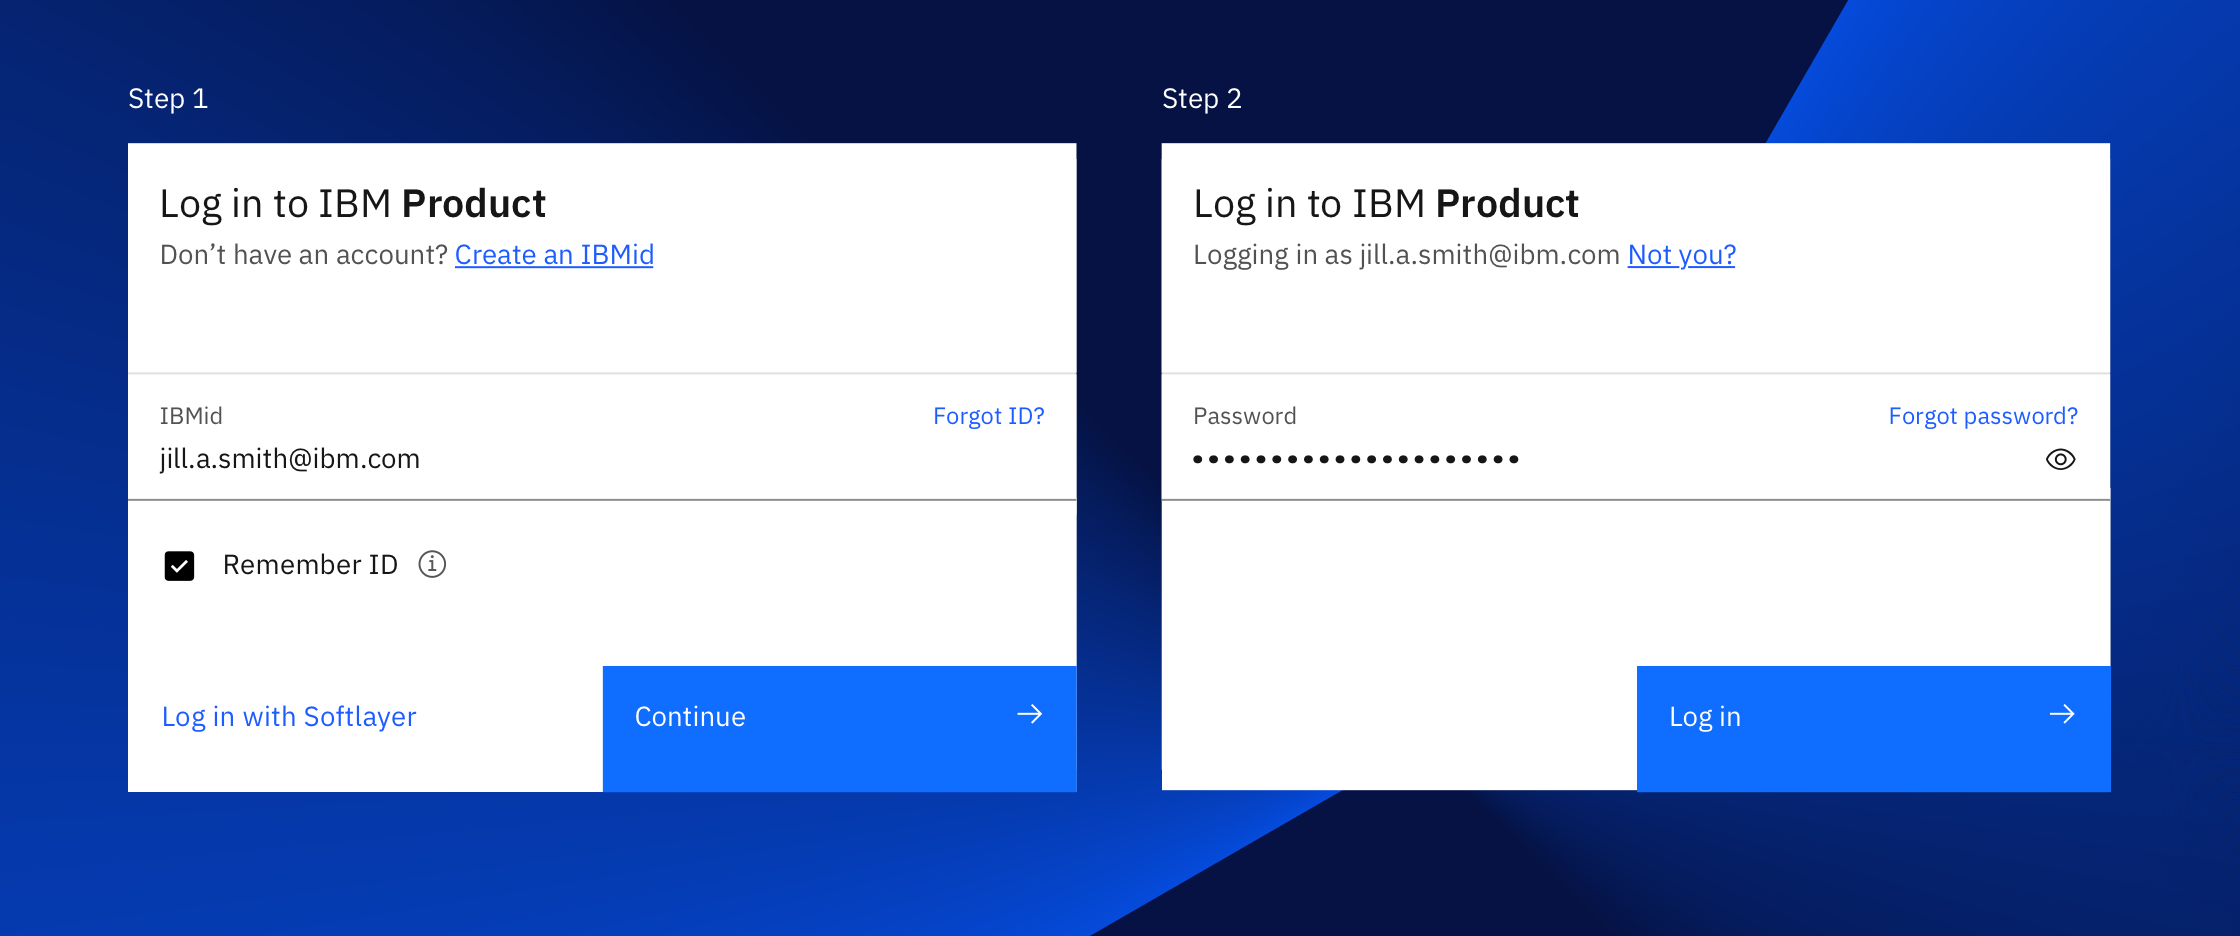 Step 1
Log in to IBM Product
Don’t have an account? Create an IBMid
IBMid
Forgot ID?
jill.a.smith@ibm.com
Remember ID
Log in with Softlayer
Continue
Step 2
Log in to IBM Product
Logging in as jill.a.smith@ibm.com Not you?
Password
Forgot password?
•••••••••••••••••••••
Log in